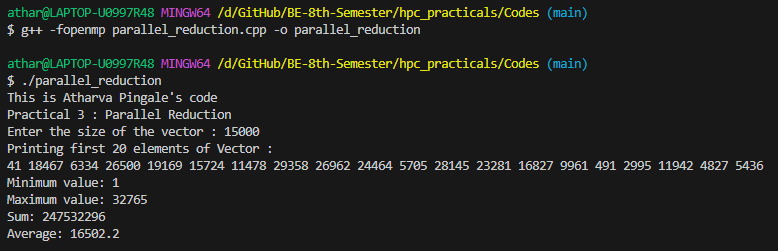 athar@LAPTOP-U0997R48 MINGW64 /d/GitHub/BE-8th-Semester/hpc_practicals/Codes (main)
$ g++ -fopenmp parallel_reduction.cpp -o parallel_reduction
athar@LAPTOP-U0997R48 MINGW64 /d/GitHub/BE-8th-Semester/hpc_practicals/Codes (main)
$ ./parallel_reduction
This is Atharva Pingale's code
Practical 3 : Parallel Reduction
Enter the size of the vector : 15000
Printing first 20 elements of Vector :
41 18467 6334 26500 19169 15724 11478 29358 26962 24464 5705 28145 23281 16827 9961 491 2995 11942 4827 5436
Minimum value: 1
Maximum value: 32765
Sum: 247532296
Average: 16502.2